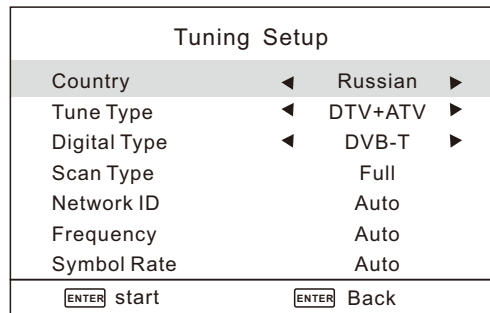 Tuning Setup
Country ◀ Russian ▶
Tune Type ◀ DTV+ATV ▶
Digital Type ◀ DVB-T ▶
Scan Type Full
Network ID Auto
Frequency Auto
Symbol Rate Auto
ENTER start ENTER Back